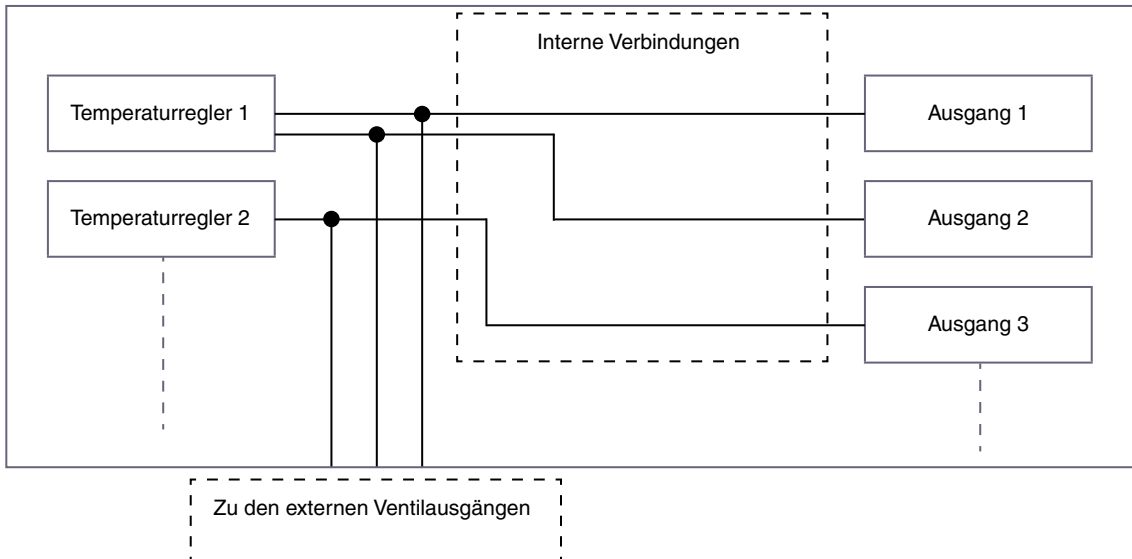 Interne Verbindungen
Temperaturregler 1
Ausgang 1
Temperaturregler 2
Ausgang 2
Ausgang 3
Zu den externen Ventilausgängen